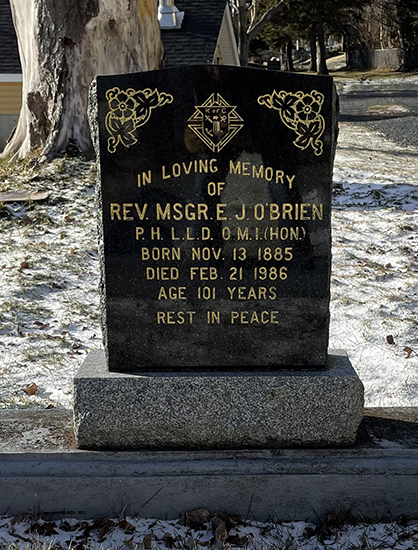 IN LOVING MEMORY
OF
REV. MSGR. E. J. O'BRIEN
P. H. L.L.D. O M. I. (HON.)
BORN NOV. 13 1885
DIED FEB. 21 1986
AGE 101 YEARS
REST IN PEACE